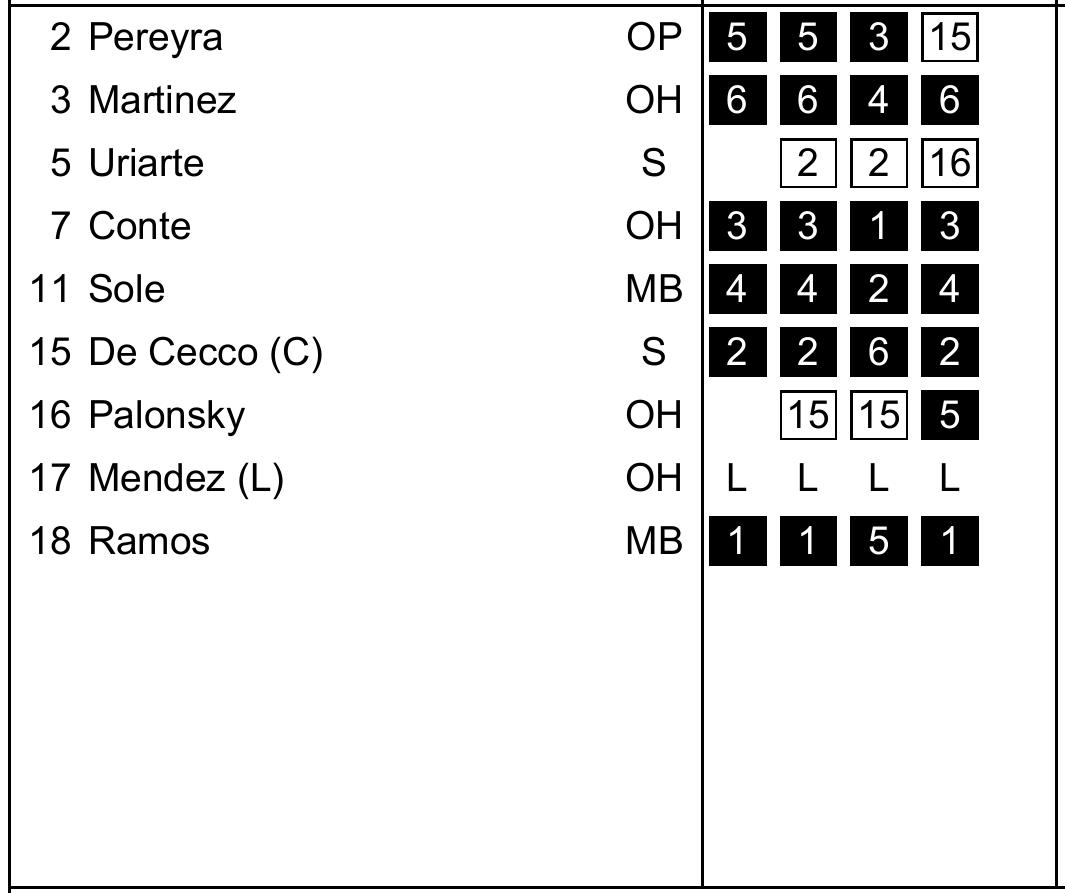 2 Pereyra OP 5 5 3 15
3 Martinez OH 6 6 4 6
5 Uriarte S 2 2 16
7 Conte OH 3 3 1 3
11 Sole MB 4 4 2 4
15 De Cecco (C) S 2 2 6 2
16 Palonsky OH 15 15 5
17 Mendez (L) OH L L L L
18 Ramos MB 1 1 5 1